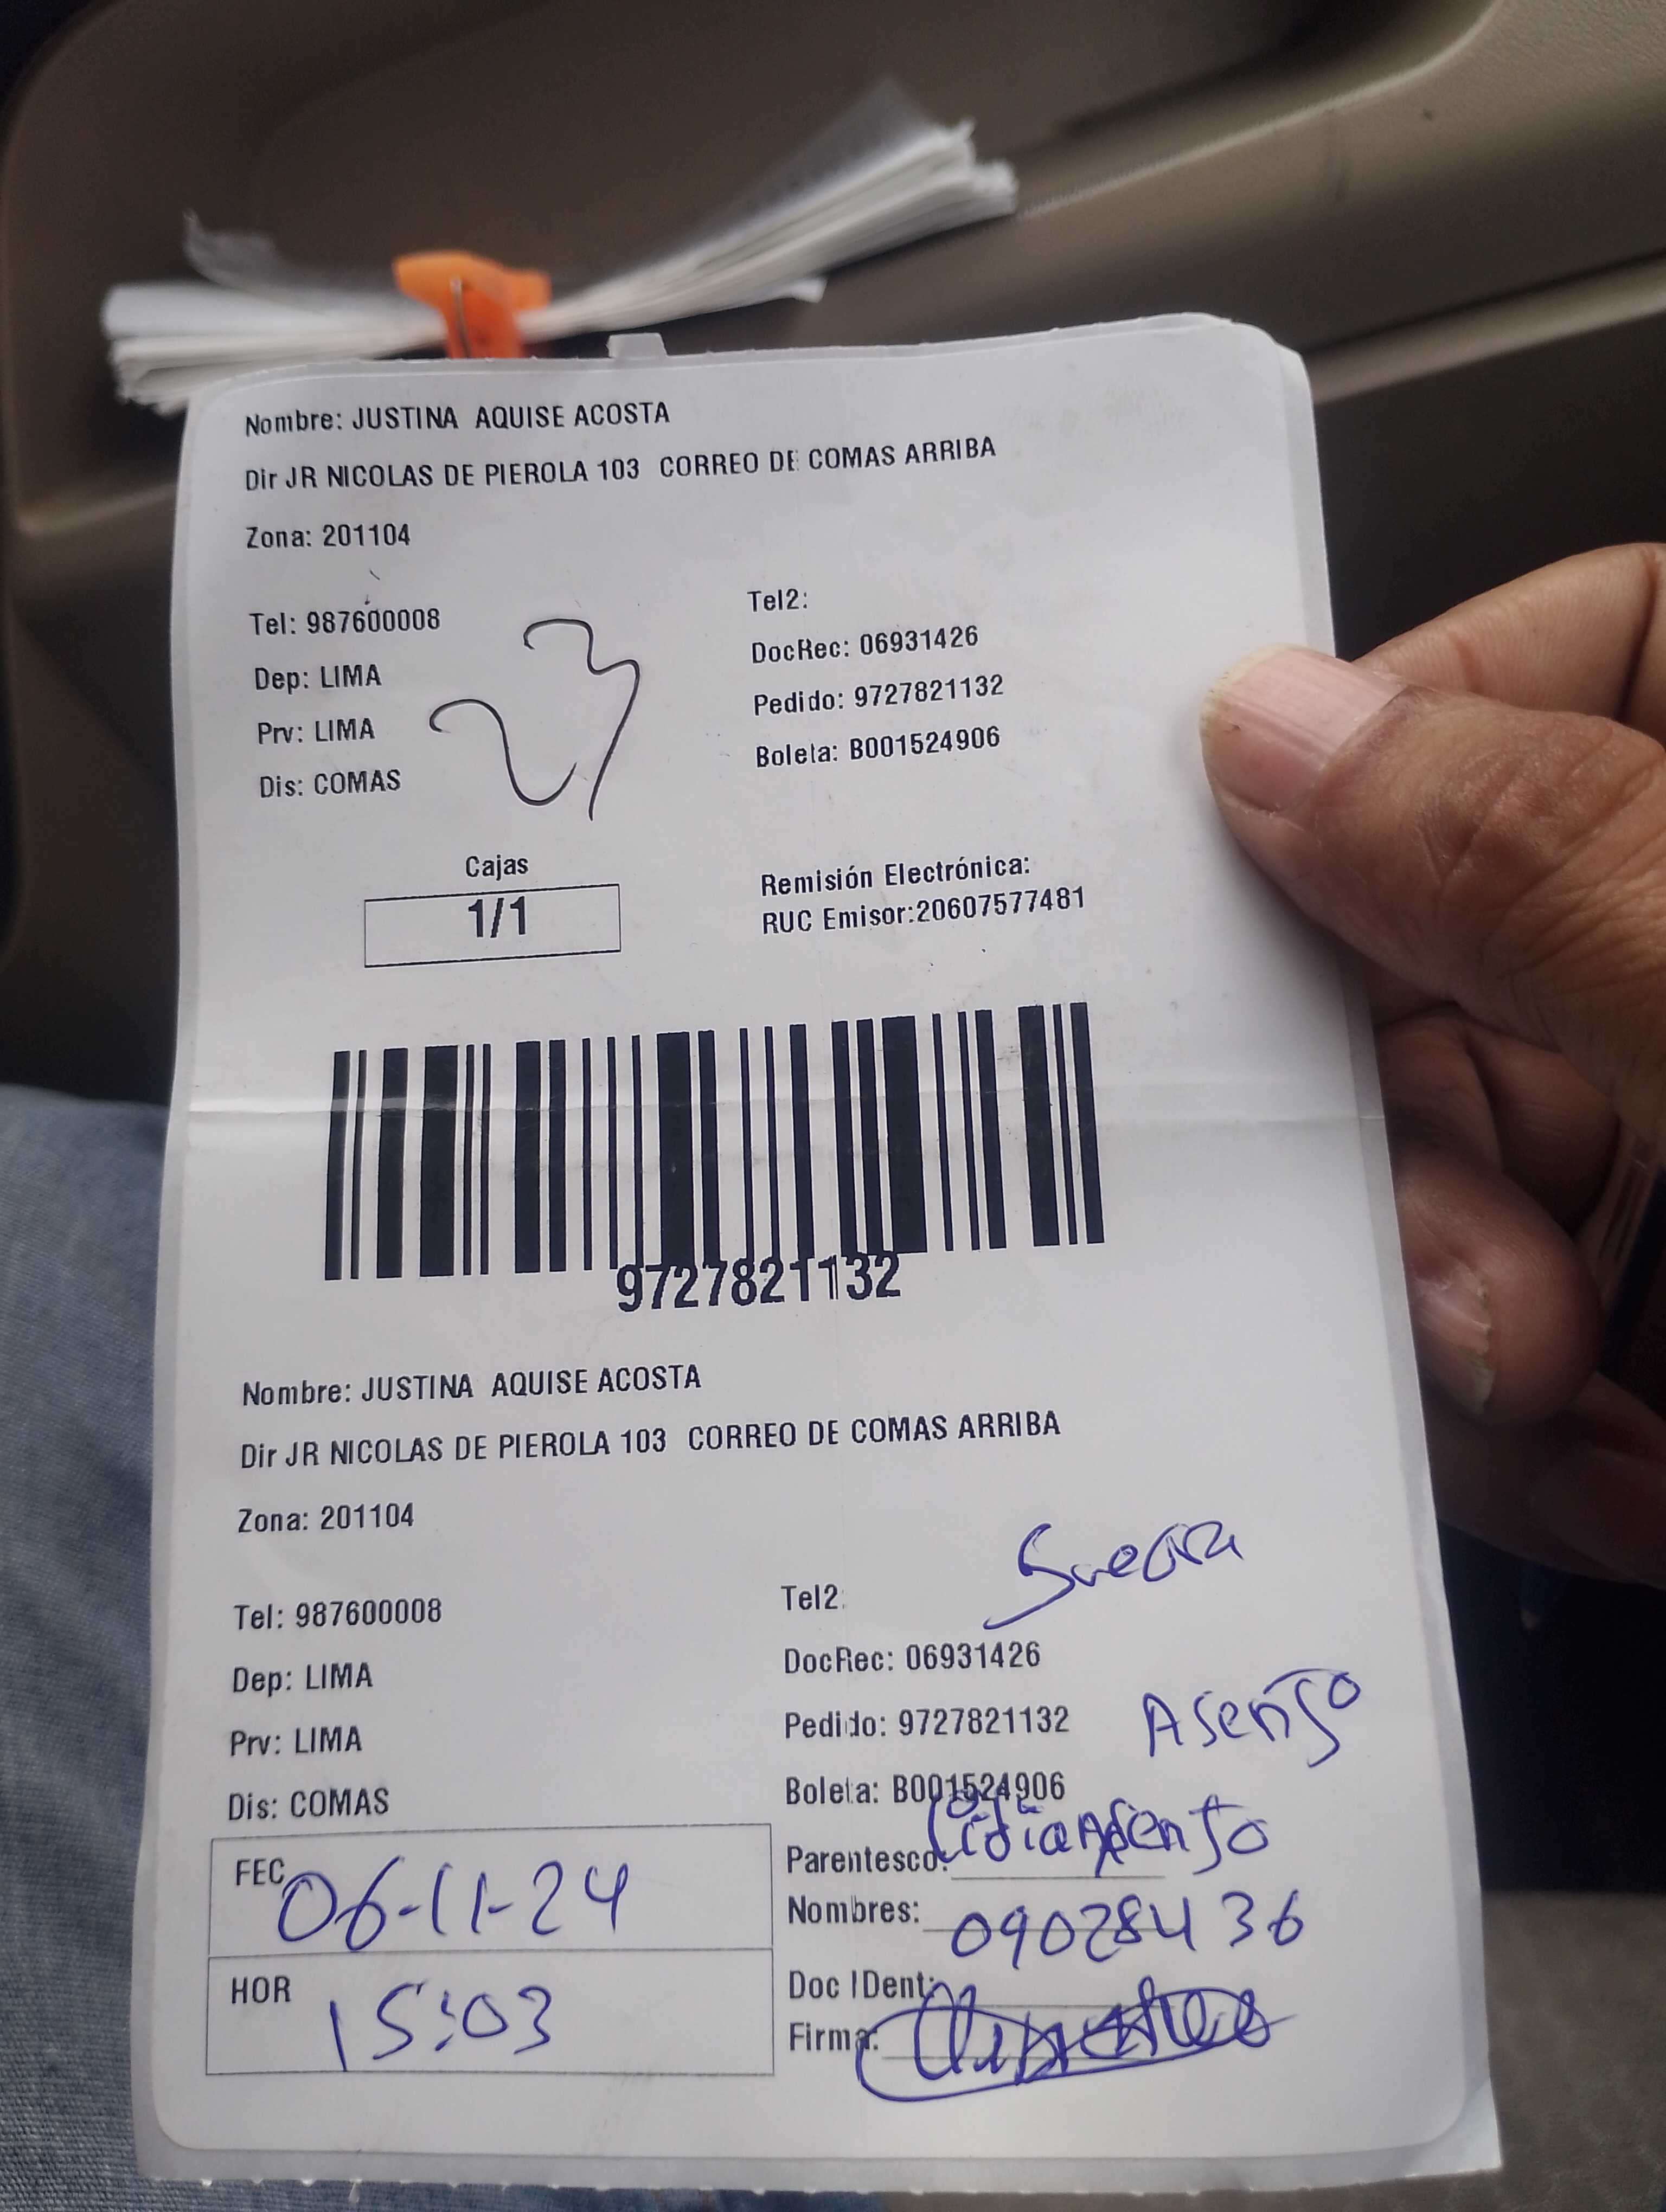 Nombre: JUSTINA AQUISE ACOSTA
Dir JR NICOLAS DE PIEROLA 103 CORREO DE COMAS ARRIBA
Zona: 201104
Tel: 987600008
Dep: LIMA
Prv: LIMA
Dis: COMAS
Tel2:
DocRec: 06931426
Pedido: 9727821132
Boleta: B001524906
Cajas
1/1
Remisión Electrónica:
RUC Emisor:20607577481
9727821132
Nombre: JUSTINA AQUISE ACOSTA
Dir JR NICOLAS DE PIEROLA 103 CORREO DE COMAS ARRIBA
Zona: 201104
Tel: 987600008
Dep: LIMA
Prv: LIMA
Dis: COMAS
Tel2:
DocRec: 06931426
Pedido: 9727821132
Asenjo
Boleta: B001524906
Parentesco: Lidia Asenjo
Nombres: 09028436
Doc IDent:
Firma:
FEC 06-11-24
HOR 15:03